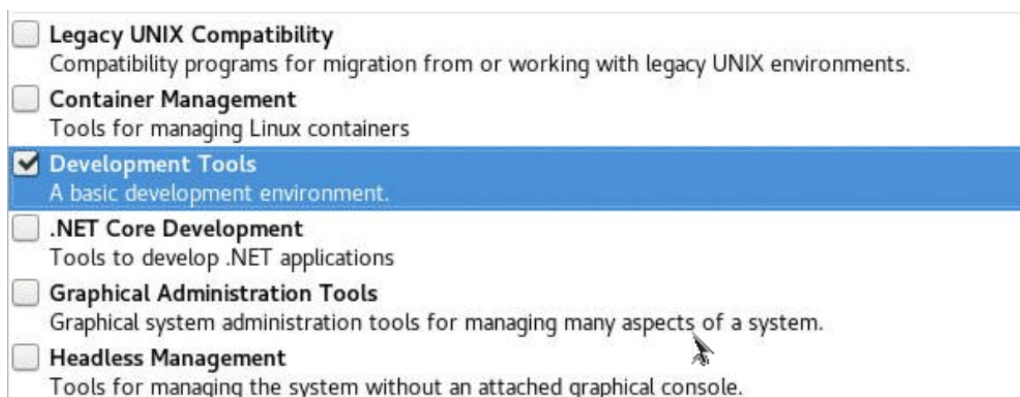 Legacy UNIX Compatibility
Compatibility programs for migration from or working with legacy UNIX environments.
Container Management
Tools for managing Linux containers
Development Tools
A basic development environment.
.NET Core Development
Tools to develop .NET applications
Graphical Administration Tools
Graphical system administration tools for managing many aspects of a system.
Headless Management
Tools for managing the system without an attached graphical console.